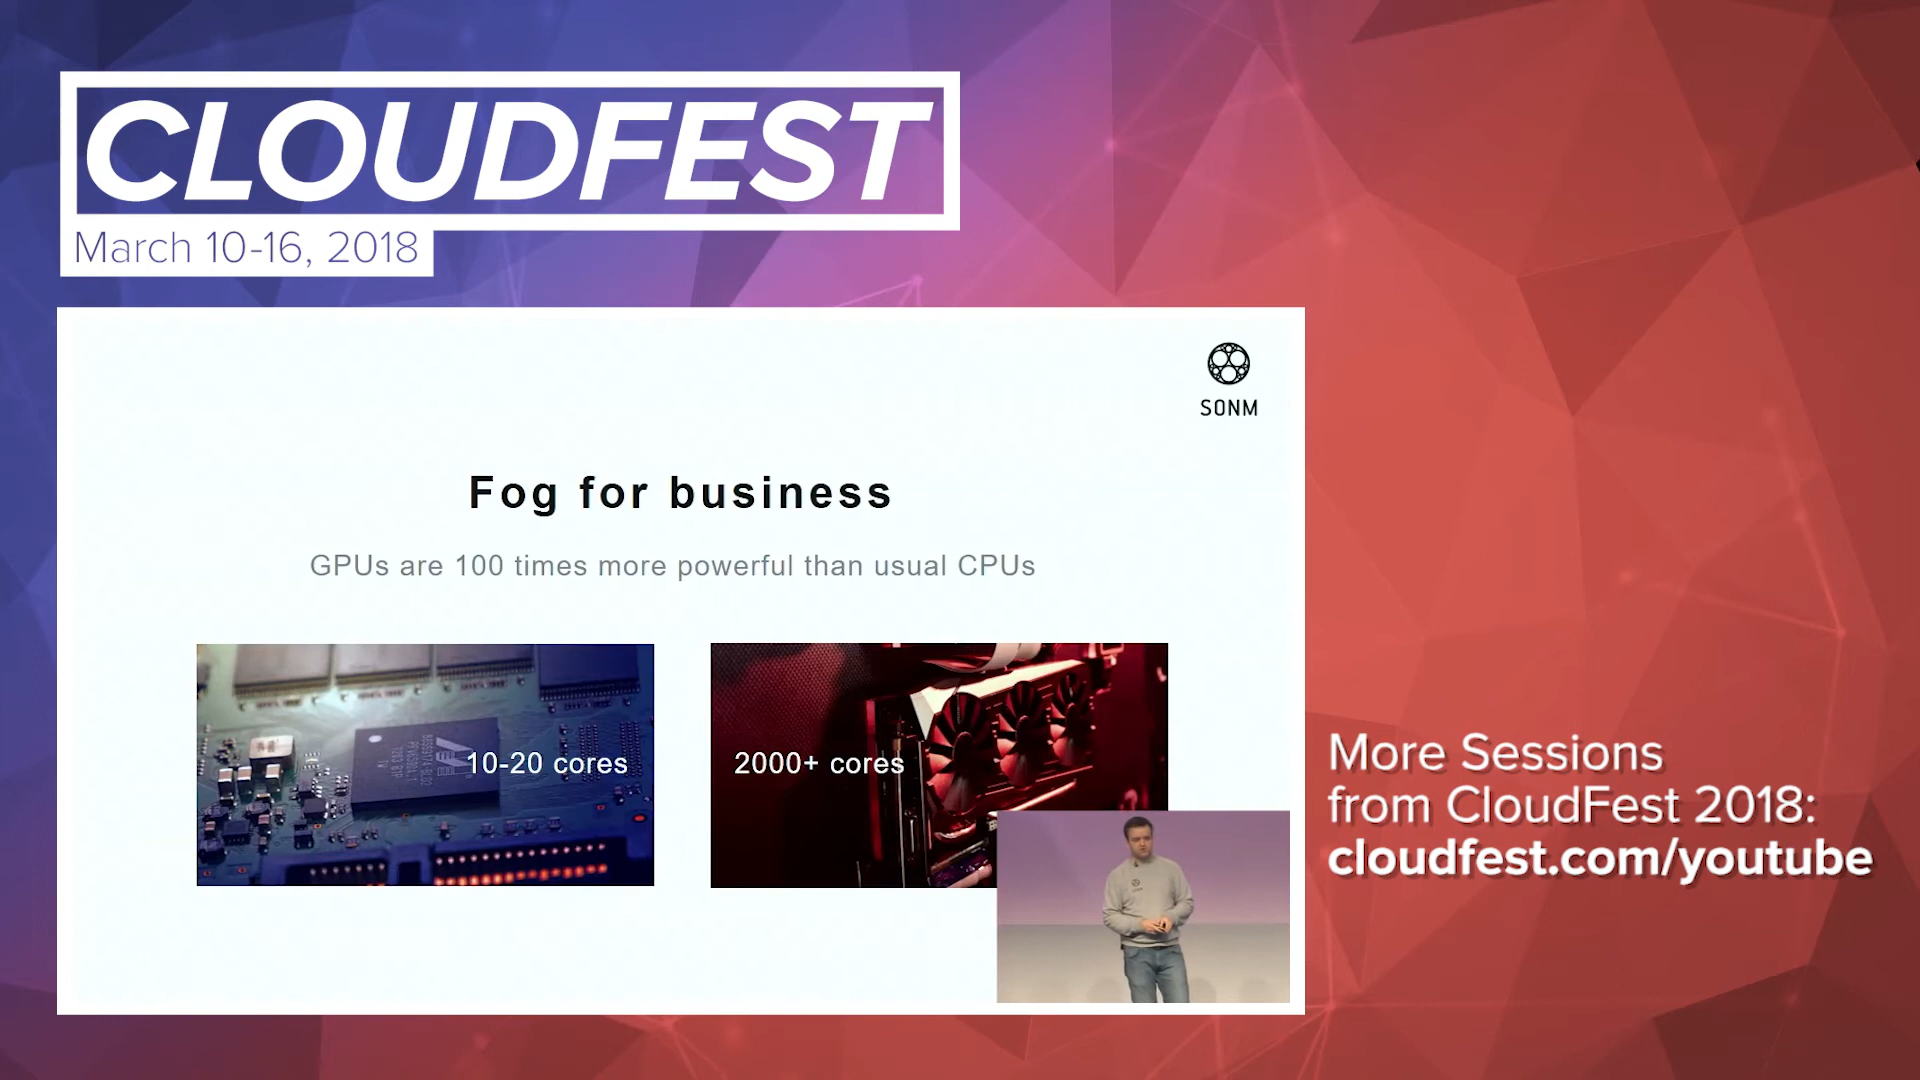 CLOUDFEST
March 10-16, 2018
SONM
Fog for business
GPUs are 100 times more powerful than usual CPUs
10-20 cores
2000+ cores
More Sessions
from CloudFest 2018:
cloudfest.com/youtube